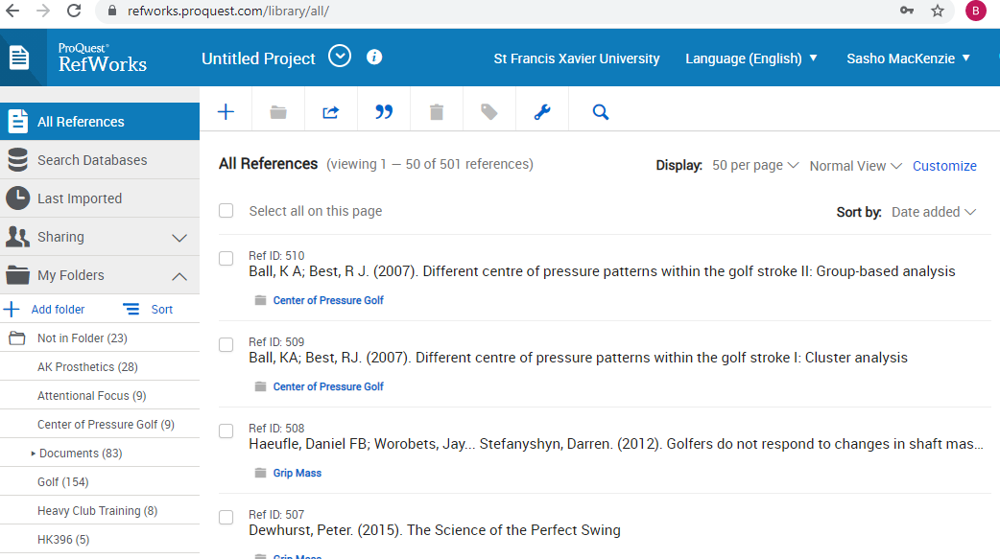 refworks.proquest.com/library/all/
B
ProQuest®
RefWorks
Untitled Project
i
St Francis Xavier University
Language (English)
Sasho MacKenzie
All References
Search Databases
Last Imported
Sharing
My Folders
Add folder
Sort
Not in Folder (23)
AK Prosthetics (28)
Attentional Focus (9)
Center of Pressure Golf (9)
Documents (83)
Golf (154)
Heavy Club Training (8)
HK396 (5)
All References (viewing 1 — 50 of 501 references)
Display: 50 per page Normal View Customize
Select all on this page
Sort by: Date added
Ref ID: 510
Ball, K A; Best, R J. (2007). Different centre of pressure patterns within the golf stroke II: Group-based analysis
Center of Pressure Golf
Ref ID: 509
Ball, KA; Best, RJ. (2007). Different centre of pressure patterns within the golf stroke I: Cluster analysis
Center of Pressure Golf
Ref ID: 508
Haeufle, Daniel FB; Worobets, Jay... Stefanyshyn, Darren. (2012). Golfers do not respond to changes in shaft mas...
Grip Mass
Ref ID: 507
Dewhurst, Peter. (2015). The Science of the Perfect Swing
Grip Mass